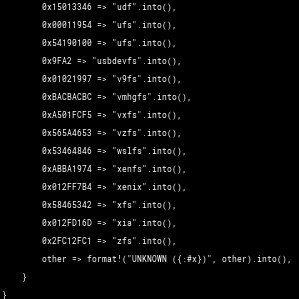 0x15013346 => "udf".into(),
0x00011954 => "ufs".into(),
0x54190100 => "ufs".into(),
0x9FA2 => "usbdevfs".into(),
0x01021997 => "v9fs".into(),
0xBACBACBC => "vmhgfs".into(),
0xA501FCF5 => "vxfs".into(),
0x565A4653 => "vzfs".into(),
0x53464846 => "wslfs".into(),
0xABBA1974 => "xenfs".into(),
0x012FF7B4 => "xenix".into(),
0x58465342 => "xfs".into(),
0x012FD16D => "xia".into(),
0x2FC12FC1 => "zfs".into(),
other => format!("UNKNOWN ({:#x})", other).into(),
}
}